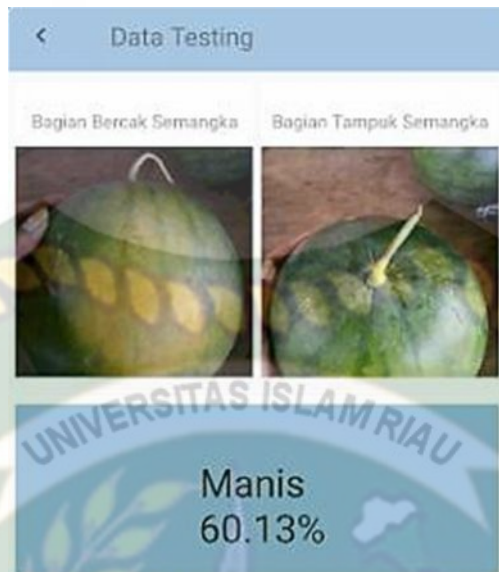 Data Testing
Bagian Bercak Semangka
Bagian Tampuk Semangka
UNIVERSITAS ISLAM RIAU
Manis
60.13%